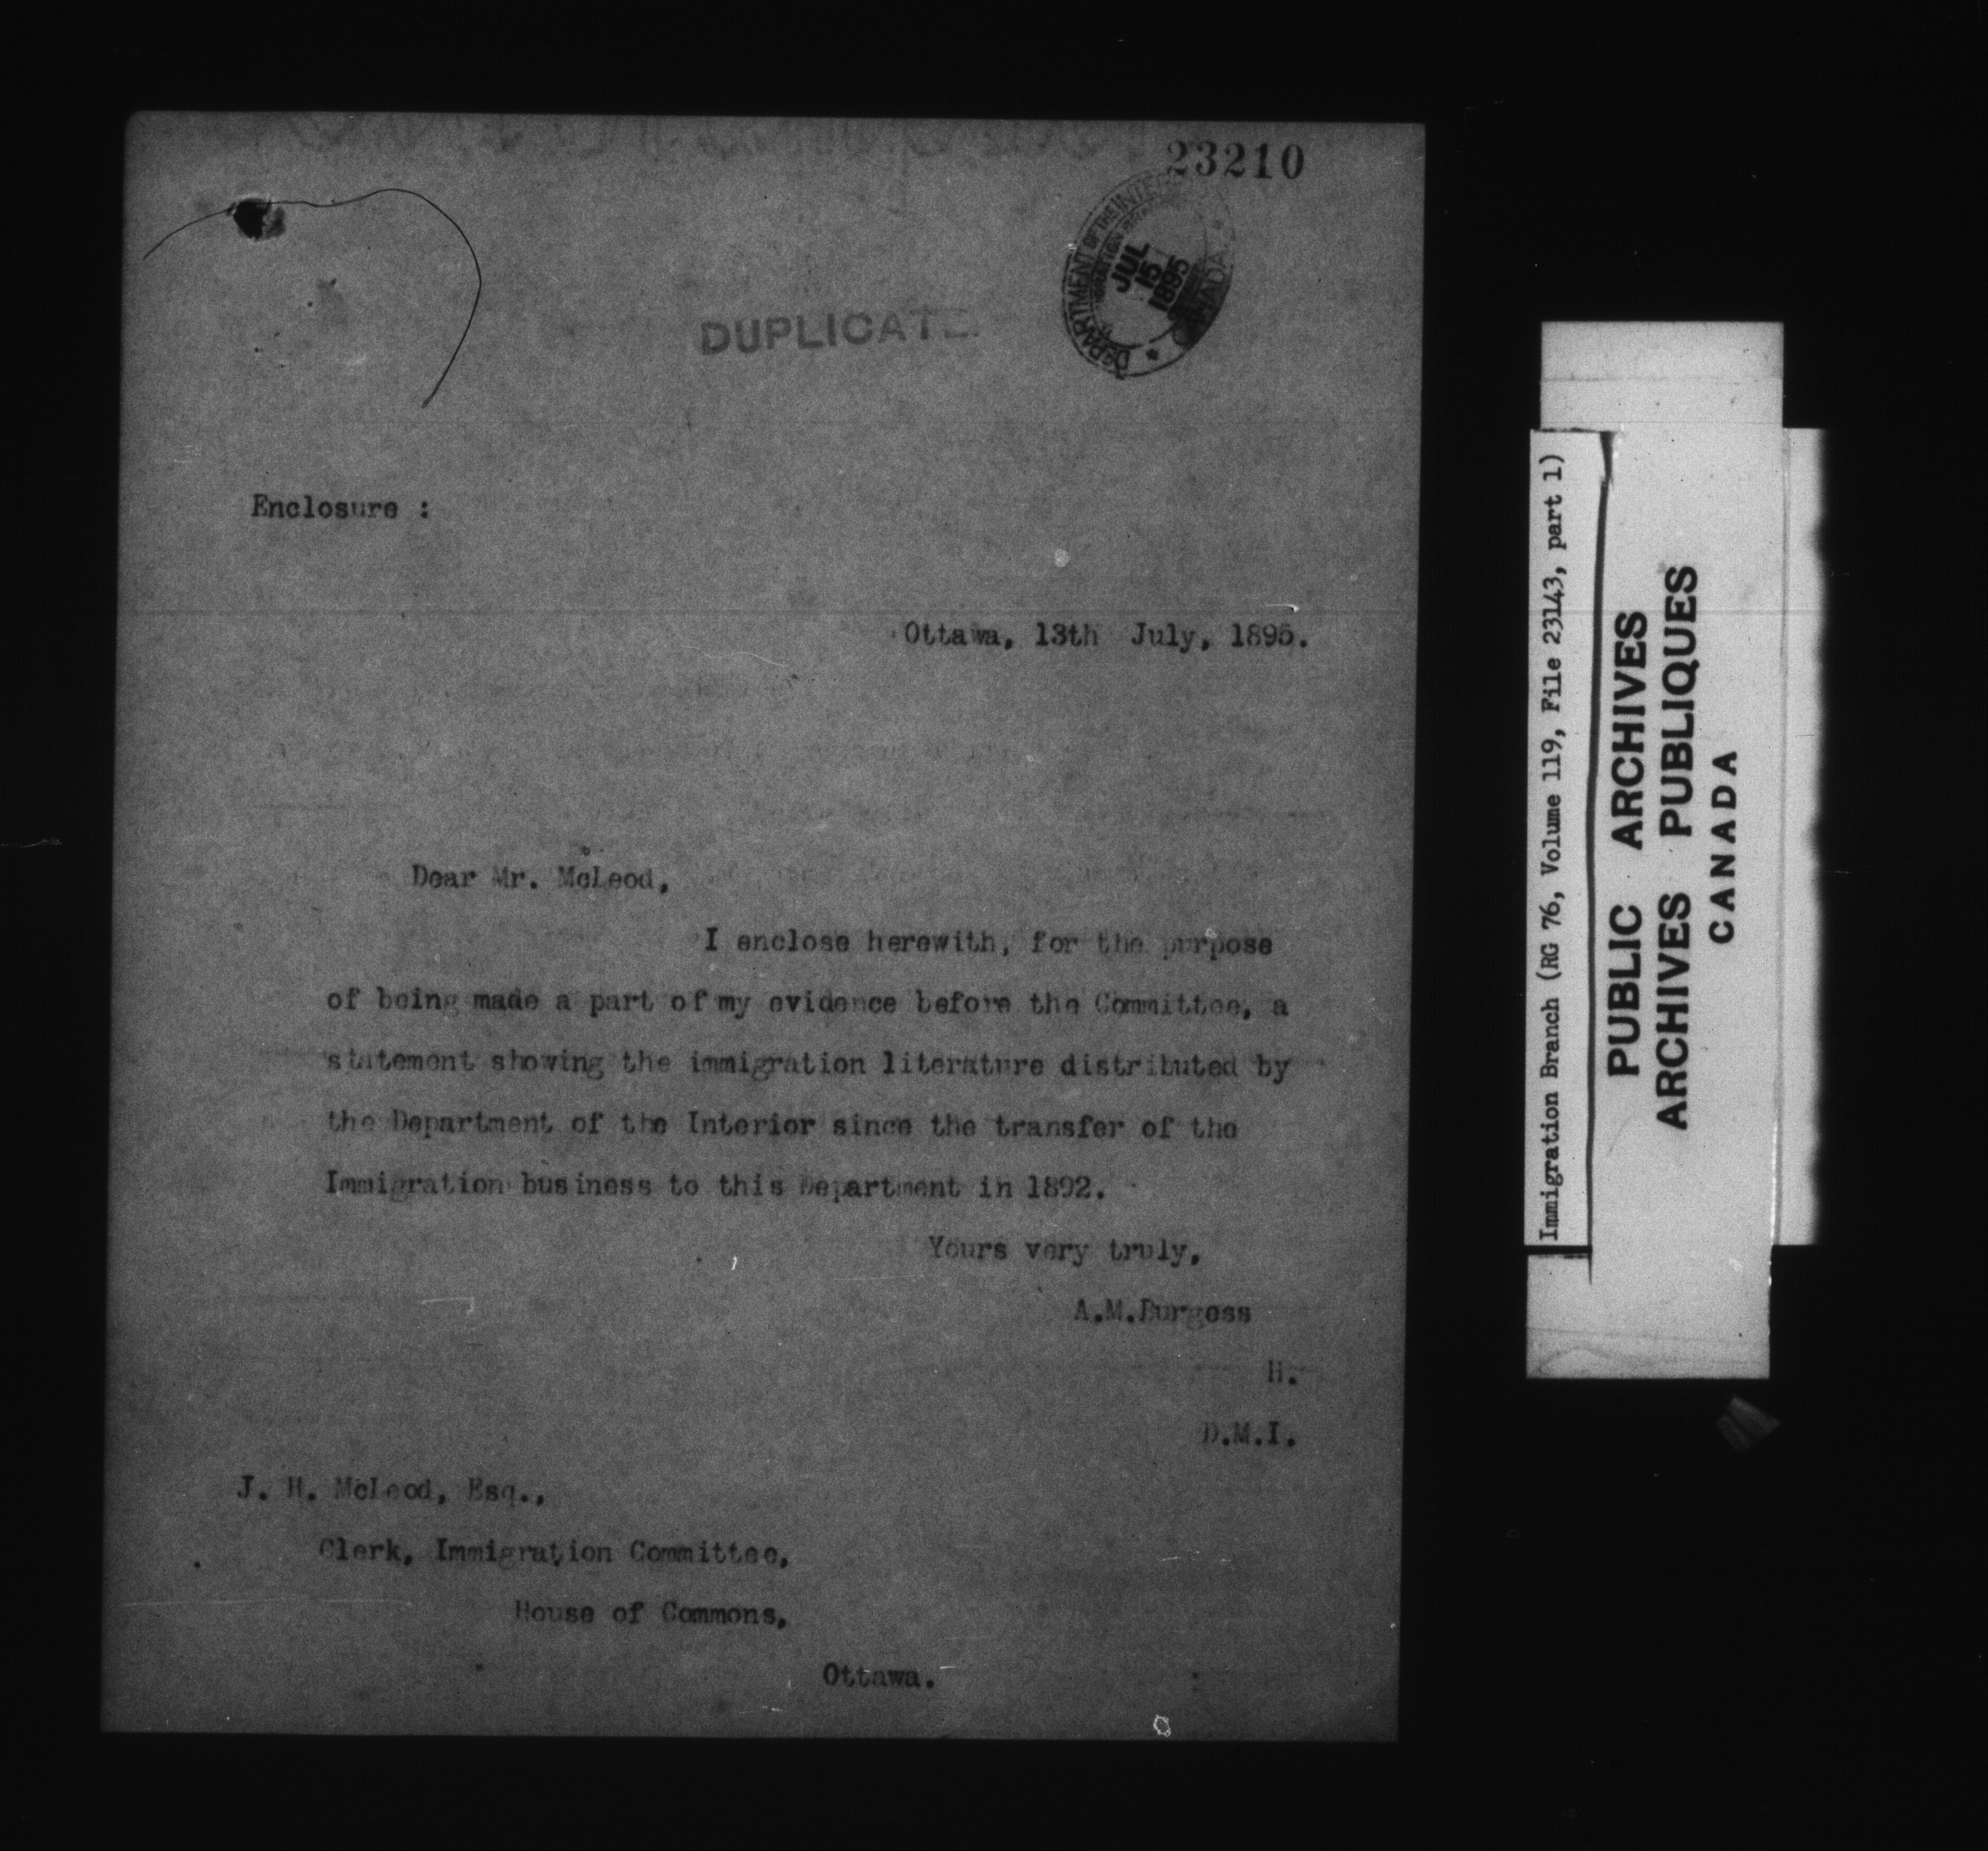 23210
DEPARTMENT OF THE INTERIOR
JUL
15
1895
CANADA
DUPLICATE
Enclosure :
Ottawa, 13th July, 1895.
Dear Mr. McLeod,
I enclose herewith, for the purpose
of being made a part of my evidence before the Committee, a
statement showing the immigration literature distributed by
the Department of the Interior since the transfer of the
Immigration business to this Department in 1892.
Yours very truly,
A.M.Burgess
H.
D.M.I.
J. H. McLeod, Esq.,
Clerk, Immigration Committee,
House of Commons,
Ottawa.
Immigration Branch (RG 76, Volume 119, File 23143, part 1)
PUBLIC ARCHIVES
ARCHIVES PUBLIQUES
CANADA